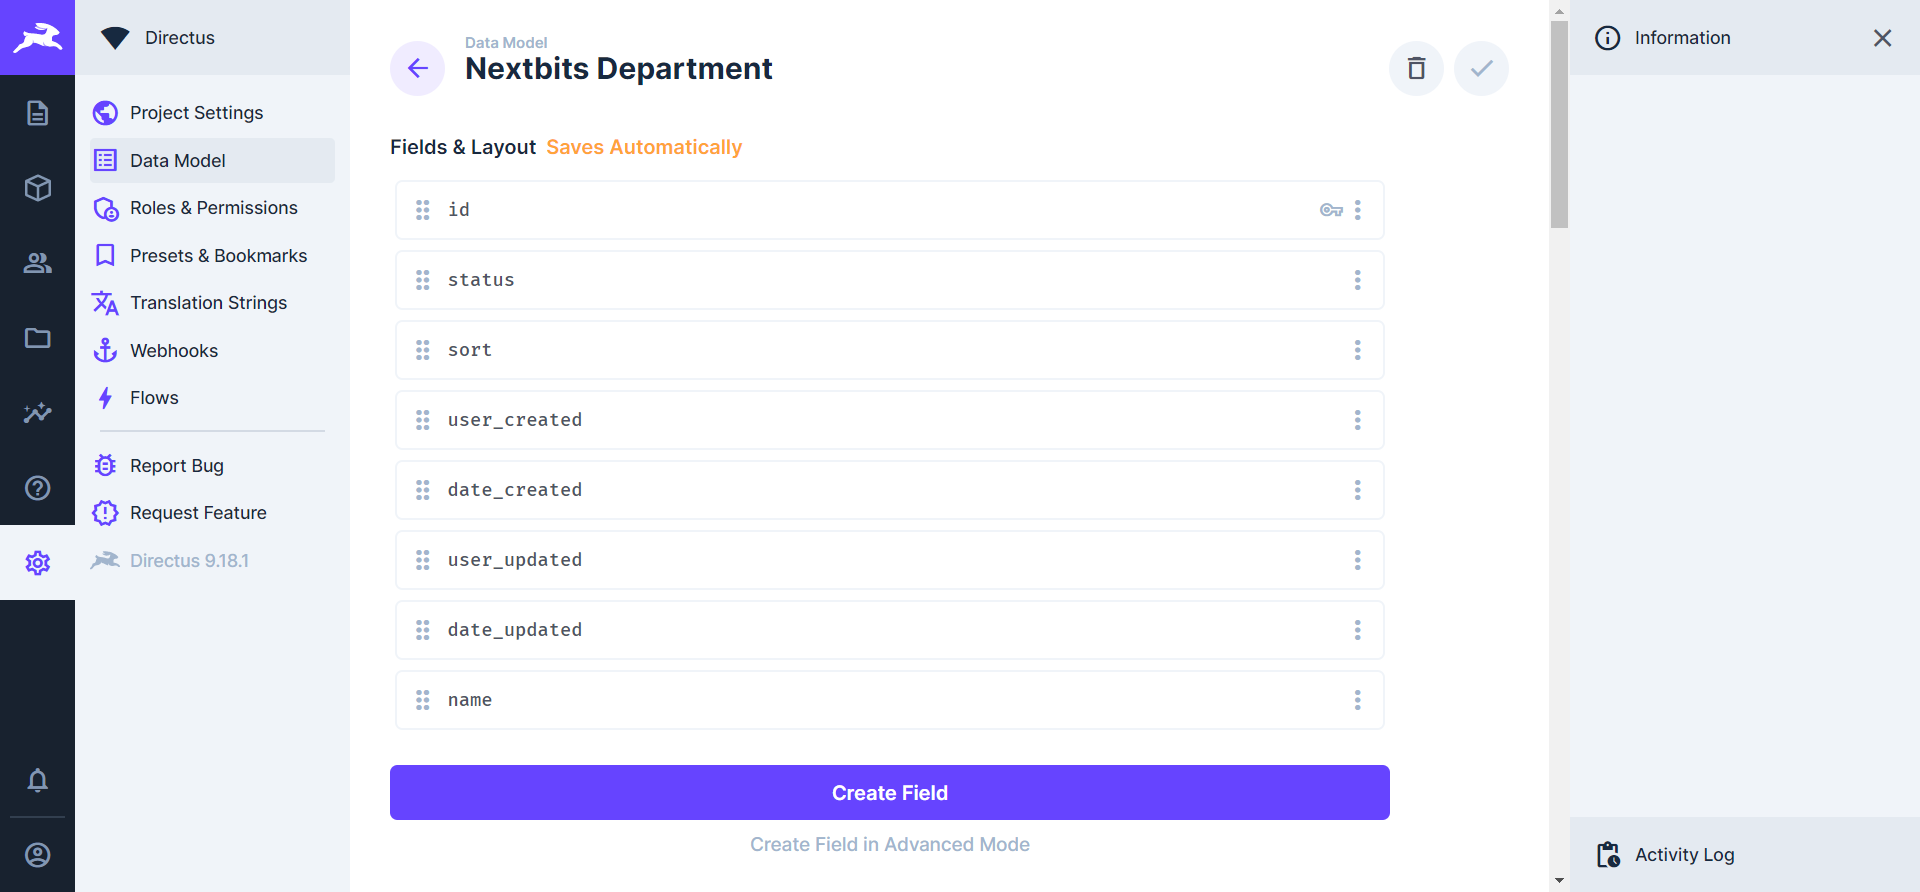 Directus
Project Settings
Data Model
Roles & Permissions
Presets & Bookmarks
Translation Strings
Webhooks
Flows
Report Bug
Request Feature
Directus 9.18.1
Data Model
Nextbits Department
Fields & Layout Saves Automatically
id
status
sort
user_created
date_created
user_updated
date_updated
name
Create Field
Create Field in Advanced Mode
Information
Activity Log